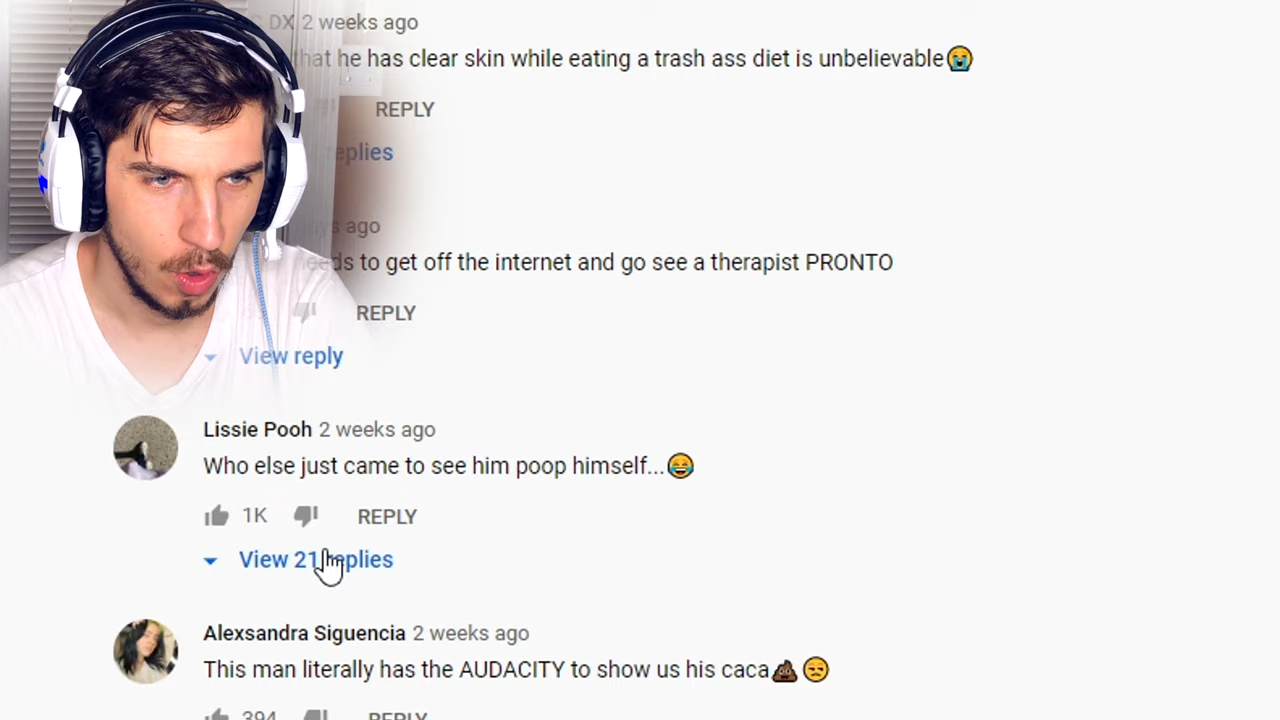 DX 2 weeks ago
that he has clear skin while eating a trash ass diet is unbelievable😭
REPLY
replies
days ago
needs to get off the internet and go see a therapist PRONTO
REPLY
View reply
Lissie Pooh 2 weeks ago
Who else just came to see him poop himself...😂
1K REPLY
View 21 replies
Alexsandra Siguencia 2 weeks ago
This man literally has the AUDACITY to show us his caca💩😒
394 REPLY